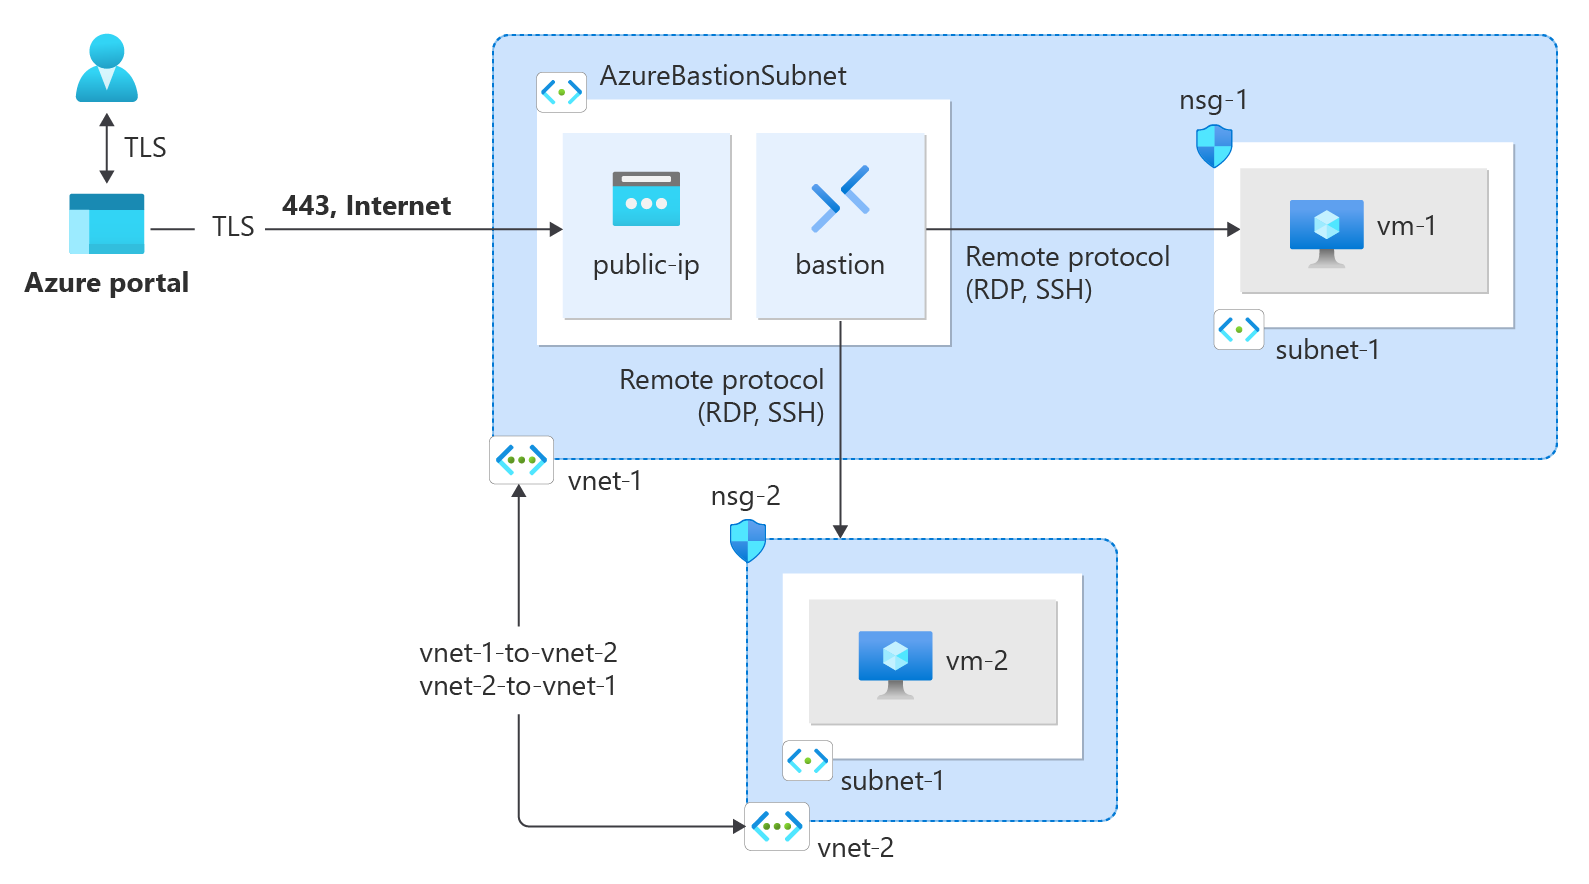 AzureBastionSubnet
nsg-1
TLS
443, Internet
TLS
Azure portal
public-ip
bastion
vm-1
Remote protocol
(RDP, SSH)
subnet-1
Remote protocol
(RDP, SSH)
vnet-1
nsg-2
vnet-1-to-vnet-2
vnet-2-to-vnet-1
vm-2
subnet-1
vnet-2